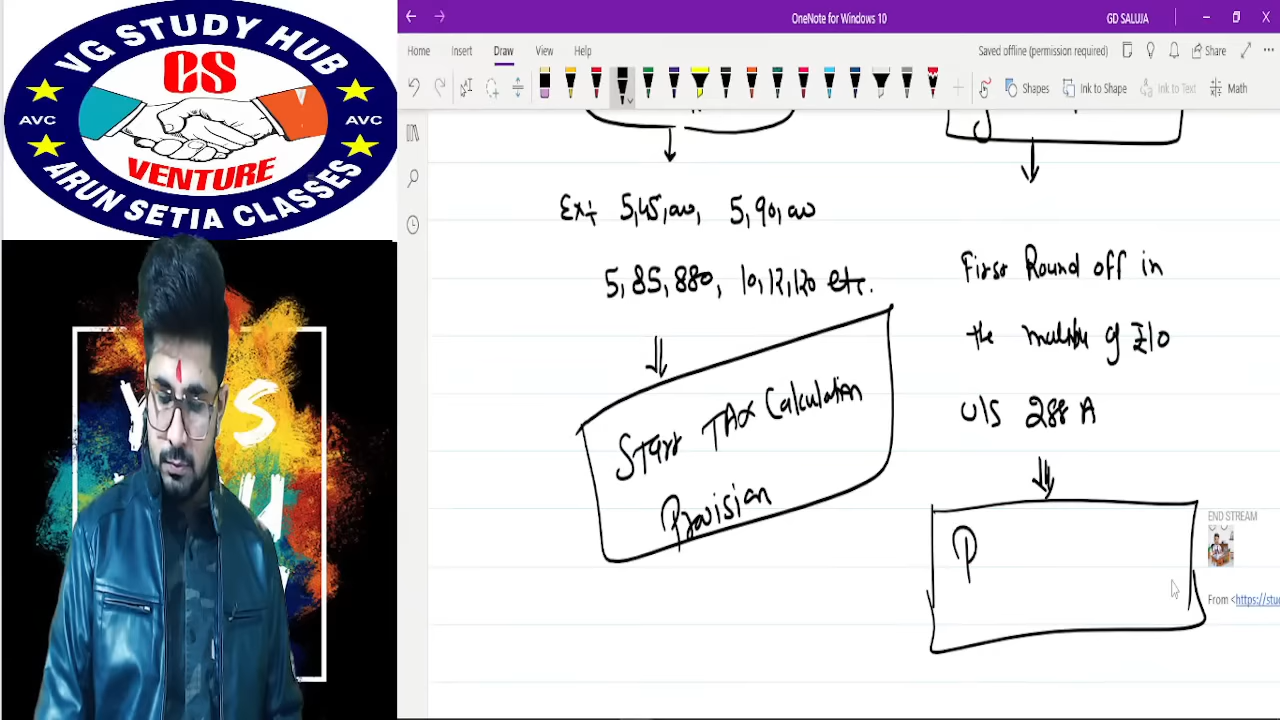 VG STUDY HUB
CS
AVC
AVC
VENTURE
ARUN SETIA CLASSES
OneNote for Windows 10
GD SALUJA
Home Insert Draw View Help
Saved offline (permission required)
Share
Shapes
Ink to Shape
Ink to Text
Math
Ex:- 5,45,000, 5,90,000
5,85,880, 10,12,120 etc.
Start TAx Calculation
Provision
First Round off in
the multiple of ₹10
U/S 288 A
P
END STREAM
From <https://stu
S